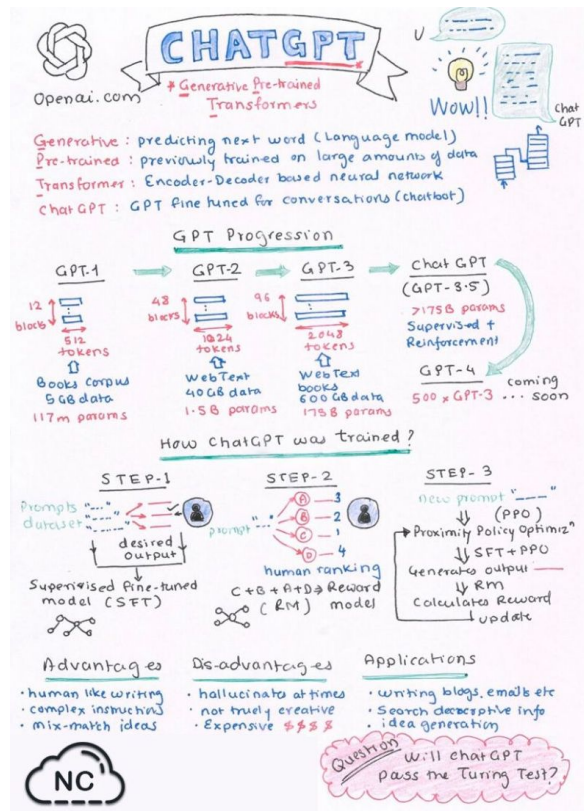 CHATGPT
U
Openai.com
* Generative Pre-trained
Transformers
Wow!!
Chat
GPT
Generative : predicting next word (Language model)
Pre-trained : previously trained on large amounts of data
Transformer : Encoder-Decoder based neural network
Chat GPT : GPT fine tuned for conversations (chatbot)
GPT Progression
GPT-1
12
blocks
512
tokens
Books Corpus
5 GB data
117m params
GPT-2
48
blocks
1024
tokens
WebText
40GB data
1.5B params
GPT-3
96
blocks
2048
tokens
WebText
books
600GB data
175B params
Chat GPT
(GPT-3.5)
>175B params
Supervised +
Reinforcement
GPT-4
500 x GPT-3
coming
... soon
How ChatGPT was trained?
STEP-1
Prompts
dataset
desired
output
Supervised fine-tuned
model (SFT)
STEP-2
prompt
A 3
B 2
C 1
D 4
human ranking
C+B+A+D → Reward
(RM) model
STEP-3
new prompt "___"
(PPO)
Proximity Policy Optimizⁿ
SFT+PPO
Generates output
RM
Calculates Reward
update
Advantages
• human like writing
• complex instructions
• mix-match ideas
Dis-advantages
• hallucinates at times
• not truely creative
• Expensive $$$$
Applications
• writing blogs, emails etc
• Search info
• idea generation
NC
Question
Will chatGPT
pass the Turing Test?